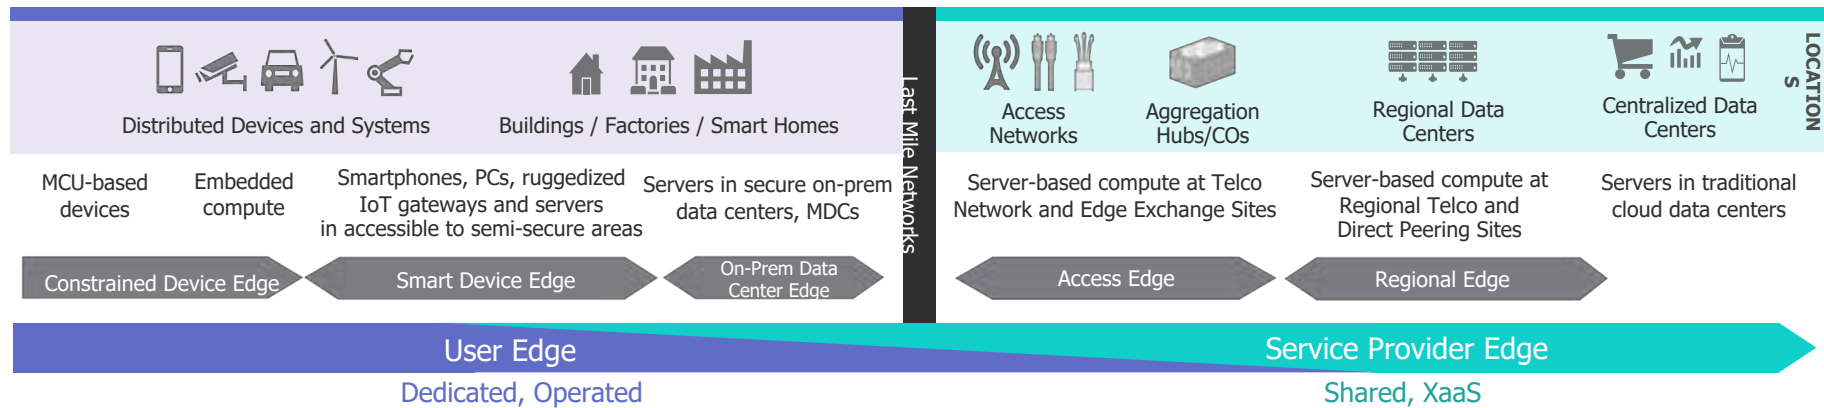 Distributed Devices and Systems
Buildings / Factories / Smart Homes
Last Mile Networks
Access
Networks
Aggregation
Hubs/COs
Regional Data
Centers
Centralized Data
Centers
LOCATION
S
MCU-based
devices
Embedded
compute
Smartphones, PCs, ruggedized
IoT gateways and servers
in accessible to semi-secure areas
Servers in secure on-prem
data centers, MDCs
Server-based compute at Telco
Network and Edge Exchange Sites
Server-based compute at
Regional Telco and
Direct Peering Sites
Servers in traditional
cloud data centers
Constrained Device Edge
Smart Device Edge
On-Prem Data
Center Edge
Access Edge
Regional Edge
User Edge
Service Provider Edge
Dedicated, Operated
Shared, XaaS